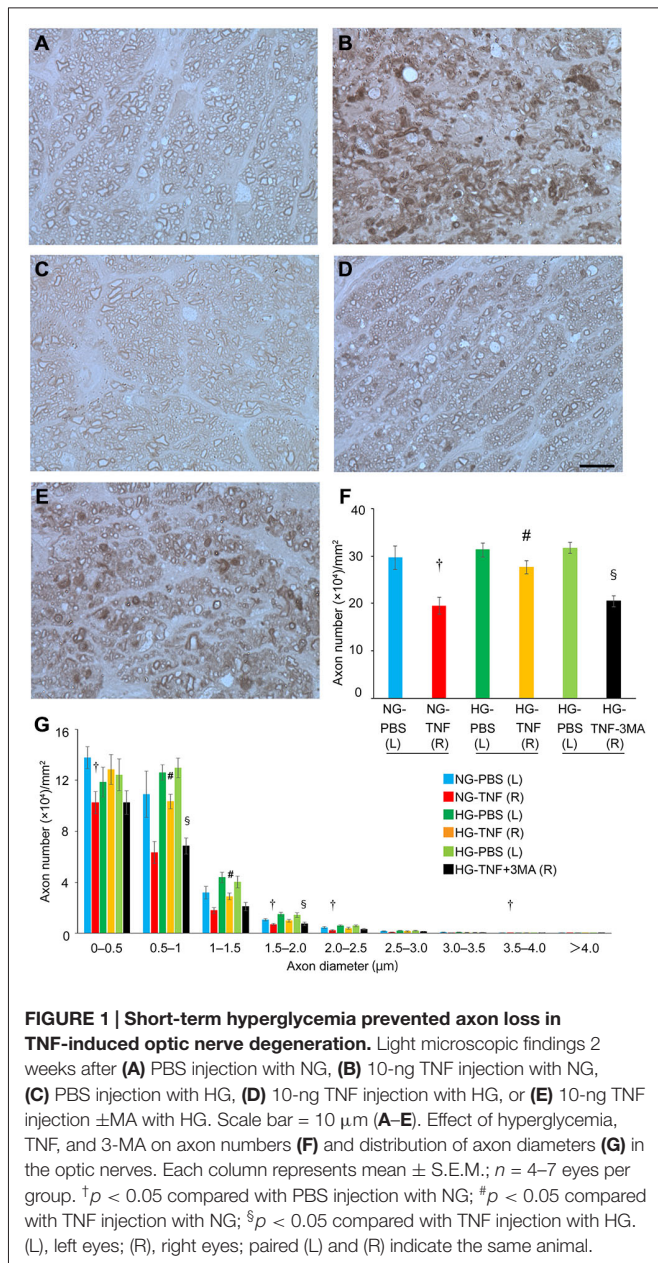 A
B
C
D
E
F
Axon number (×10⁴)/mm²
40
30
20
10
0
†
#
§
NG-
PBS
(L)
NG-
TNF
(R)
HG-
PBS
(L)
HG-
TNF
(R)
HG-
PBS
(L)
HG-
TNF-3MA
(R)
G
Axon number (×10⁴)/mm²
16
12
8
4
0
†
#
§
#
†
§
†
†
NG-PBS (L)
NG-TNF (R)
HG-PBS (L)
HG-TNF (R)
HG-PBS (L)
HG-TNF+3MA (R)
0–0.5
0.5–1
1–1.5
1.5–2.0
2.0–2.5
2.5–3.0
3.0–3.5
3.5–4.0
>4.0
Axon diameter (μm)
FIGURE 1 | Short-term hyperglycemia prevented axon loss in
TNF-induced optic nerve degeneration. Light microscopic findings 2
weeks after (A) PBS injection with NG, (B) 10-ng TNF injection with NG,
(C) PBS injection with HG, (D) 10-ng TNF injection with HG, or (E) 10-ng TNF
injection ±MA with HG. Scale bar = 10 μm (A–E). Effect of hyperglycemia,
TNF, and 3-MA on axon numbers (F) and distribution of axon diameters (G) in
the optic nerves. Each column represents mean ± S.E.M.; n = 4–7 eyes per
group. †p < 0.05 compared with PBS injection with NG; #p < 0.05 compared
with TNF injection with NG; §p < 0.05 compared with TNF injection with HG.
(L), left eyes; (R), right eyes; paired (L) and (R) indicate the same animal.